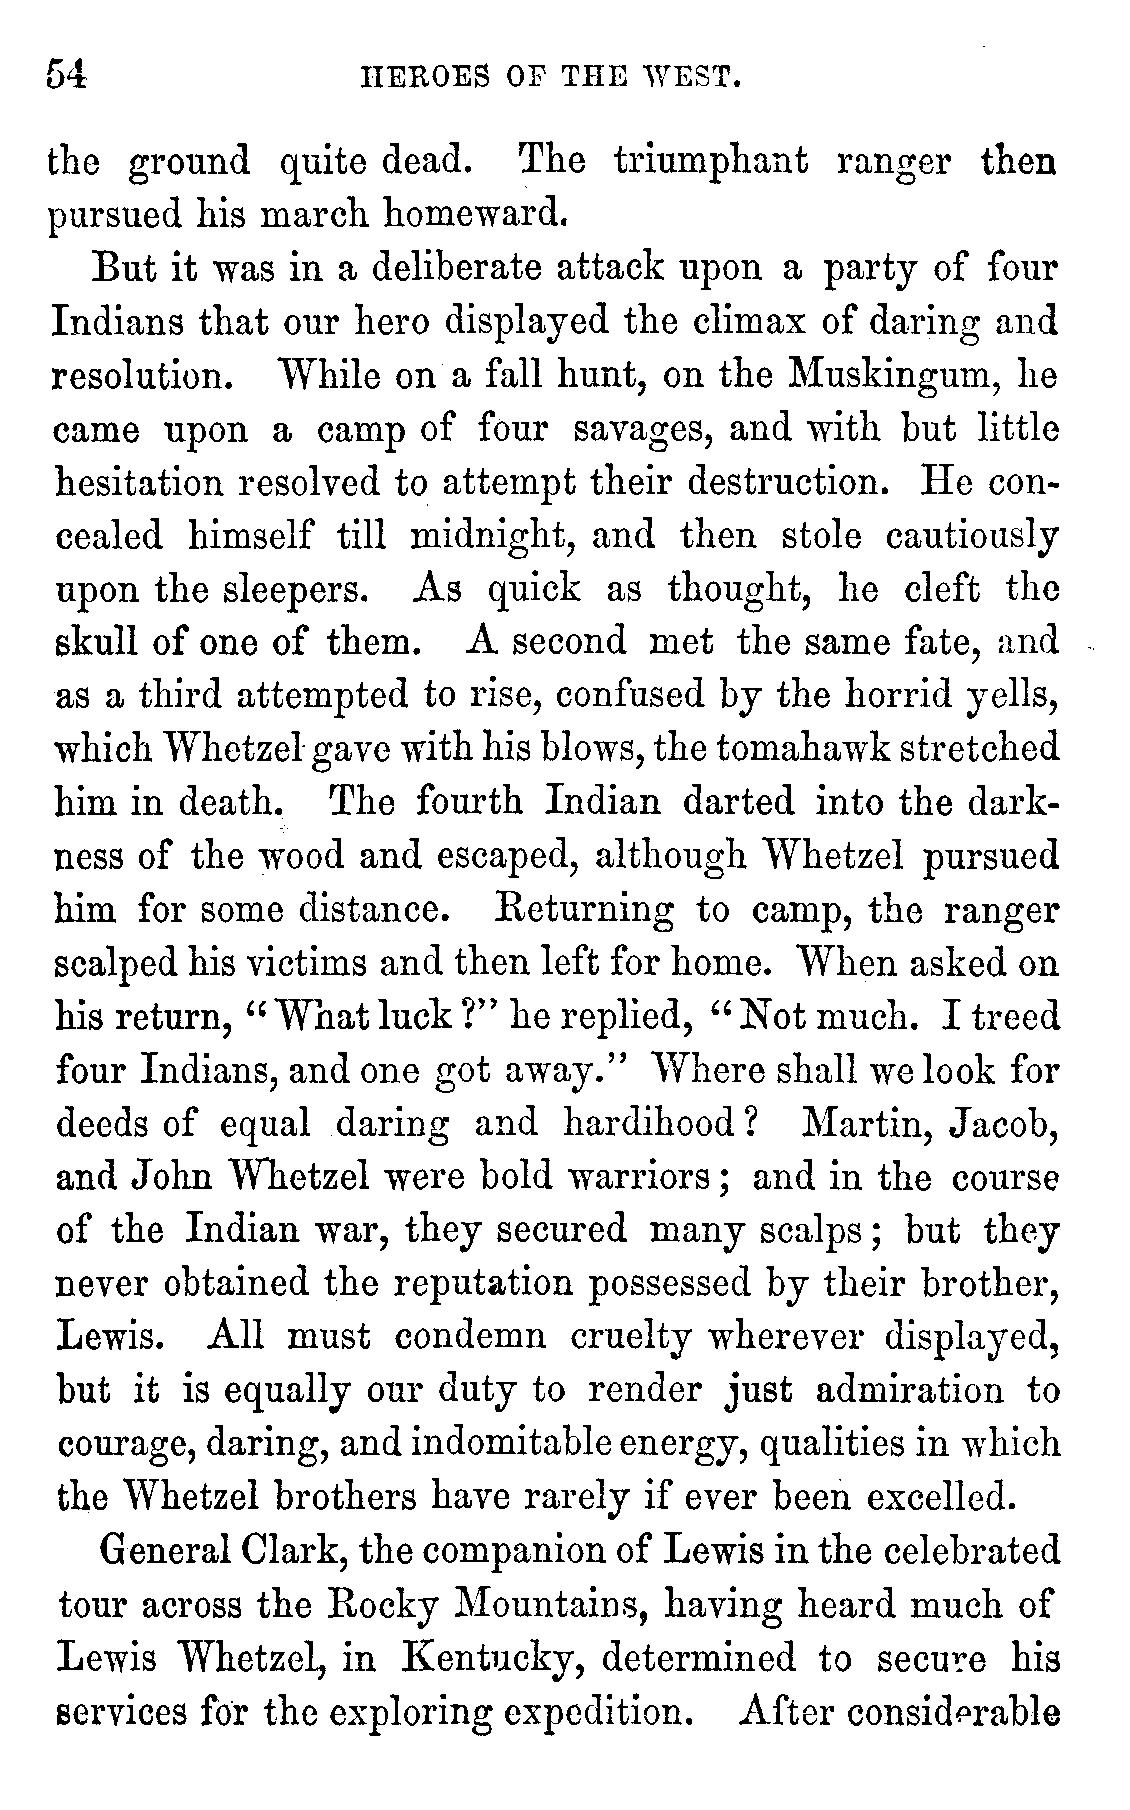 54 HEROES OF THE WEST.
the ground quite dead. The triumphant ranger then
pursued his march homeward.
But it was in a deliberate attack upon a party of four
Indians that our hero displayed the climax of daring and
resolution. While on a fall hunt, on the Muskingum, he
came upon a camp of four savages, and with but little
hesitation resolved to attempt their destruction. He con-
cealed himself till midnight, and then stole cautiously
upon the sleepers. As quick as thought, he cleft the
skull of one of them. A second met the same fate, and
as a third attempted to rise, confused by the horrid yells,
which Whetzel gave with his blows, the tomahawk stretched
him in death. The fourth Indian darted into the dark-
ness of the wood and escaped, although Whetzel pursued
him for some distance. Returning to camp, the ranger
scalped his victims and then left for home. When asked on
his return, "What luck?" he replied, "Not much. I treed
four Indians, and one got away." Where shall we look for
deeds of equal daring and hardihood? Martin, Jacob,
and John Whetzel were bold warriors; and in the course
of the Indian war, they secured many scalps; but they
never obtained the reputation possessed by their brother,
Lewis. All must condemn cruelty wherever displayed,
but it is equally our duty to render just admiration to
courage, daring, and indomitable energy, qualities in which
the Whetzel brothers have rarely if ever been excelled.
General Clark, the companion of Lewis in the celebrated
tour across the Rocky Mountains, having heard much of
Lewis Whetzel, in Kentucky, determined to secure his
services for the exploring expedition. After considerable